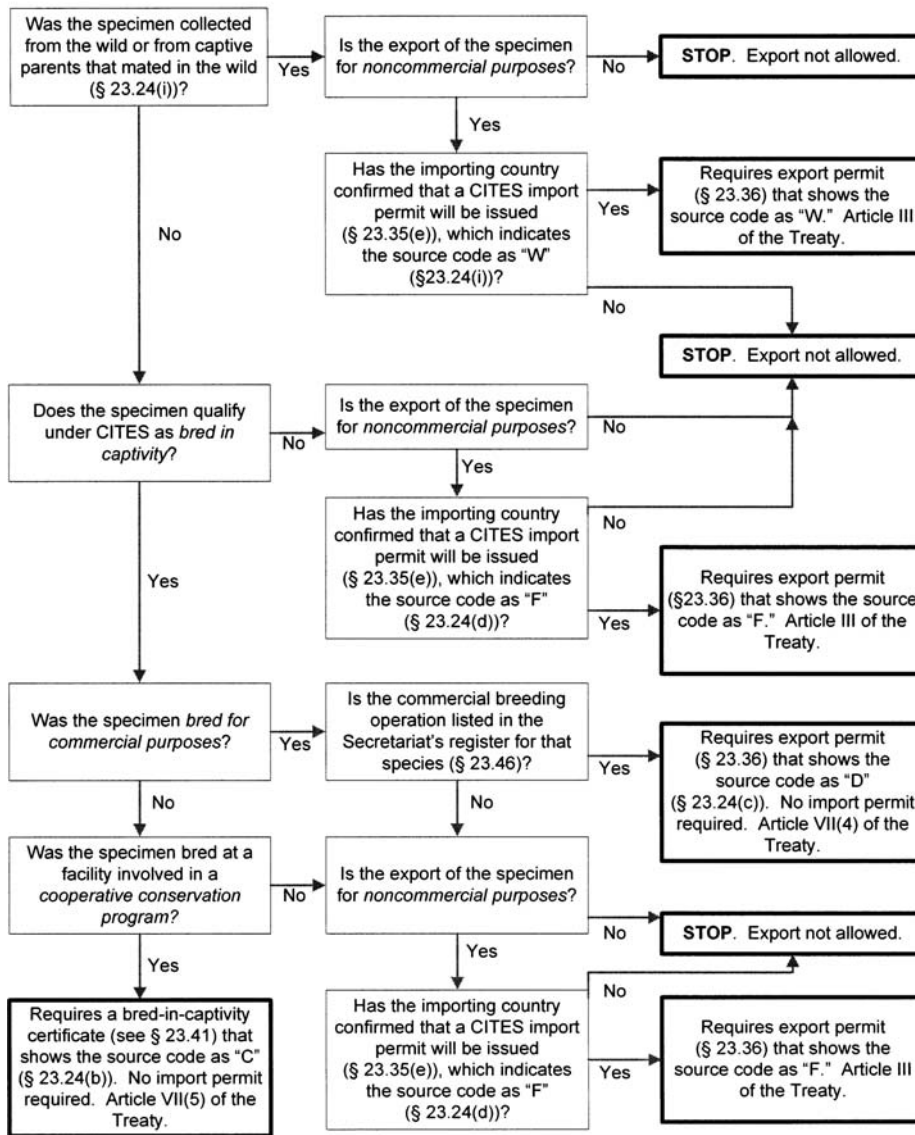 Was the specimen collected
from the wild or from captive
parents that mated in the wild
(§ 23.24(i))?
Yes
Is the export of the specimen
for noncommercial purposes?
No
STOP. Export not allowed.
Yes
No
Has the importing country
confirmed that a CITES import
permit will be issued
(§ 23.35(e)), which indicates
the source code as “W”
(§23.24(i))?
Yes
Requires export permit
(§ 23.36) that shows the
source code as “W.” Article III
of the Treaty.
No
STOP. Export not allowed.
Does the specimen qualify
under CITES as bred in
captivity?
No
Is the export of the specimen
for noncommercial purposes?
No
Yes
Yes
Has the importing country
confirmed that a CITES import
permit will be issued
(§ 23.35(e)), which indicates
the source code as “F”
(§ 23.24(d))?
No
Yes
Requires export permit
(§23.36) that shows the source
code as “F.” Article III of the
Treaty.
Was the specimen bred for
commercial purposes?
Yes
Is the commercial breeding
operation listed in the
Secretariat’s register for that
species (§ 23.46)?
Yes
Requires export permit
(§ 23.36) that shows the
source code as “D”
(§ 23.24(c)). No import permit
required. Article VII(4) of the
Treaty.
No
No
Was the specimen bred at a
facility involved in a
cooperative conservation
program?
No
Is the export of the specimen
for noncommercial purposes?
No
STOP. Export not allowed.
Yes
Yes
Requires a bred-in-captivity
certificate (see § 23.41) that
shows the source code as “C”
(§ 23.24(b)). No import permit
required. Article VII(5) of the
Treaty.
Has the importing country
confirmed that a CITES import
permit will be issued
(§ 23.35(e)), which indicates
the source code as “F”
(§ 23.24(d))?
No
Yes
Requires export permit
(§ 23.36) that shows the
source code as “F.” Article III
of the Treaty.